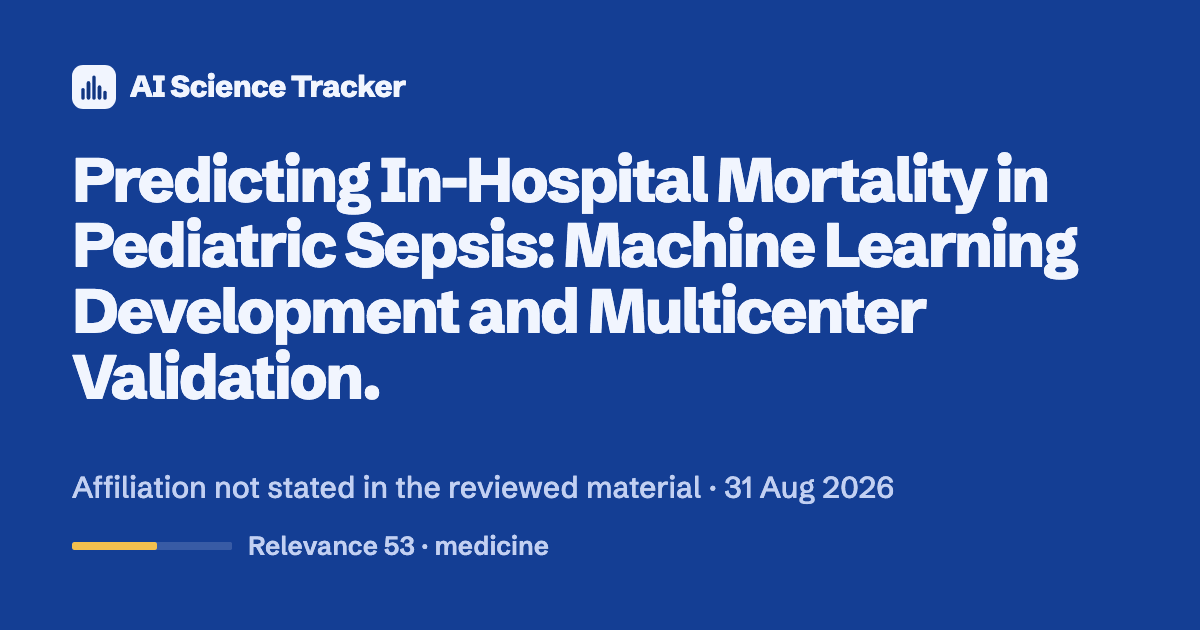 AI Science Tracker
Predicting In-Hospital Mortality in
Pediatric Sepsis: Machine Learning
Development and Multicenter
Validation.
Affiliation not stated in the reviewed material · 31 Aug 2026
Relevance 53 · medicine